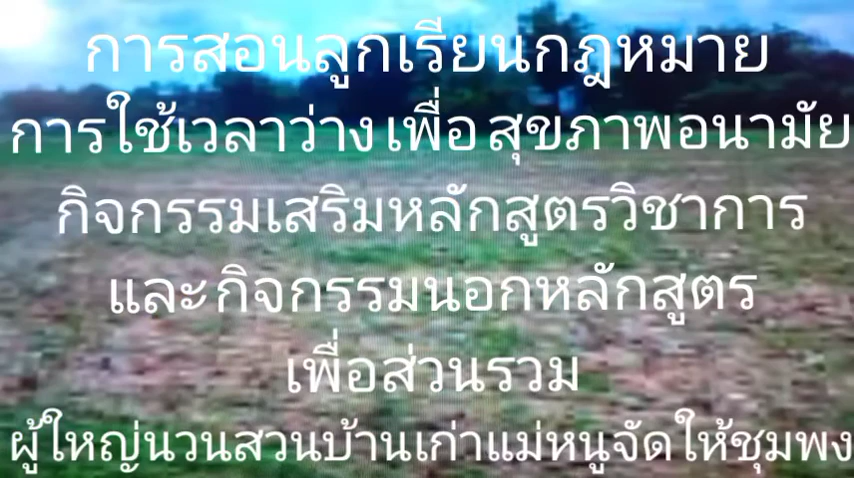 การสอนลูกเรียนกฎหมาย
การใช้เวลาว่าง เพื่อ สุขภาพอนามัย
กิจกรรมเสริมหลักสูตรวิชาการ
และ กิจกรรมนอกหลักสูตร
เพื่อส่วนรวม
ผู้ใหญ่นวนสวนบ้านเก่าแม่หนูจัดให้ชุมพง